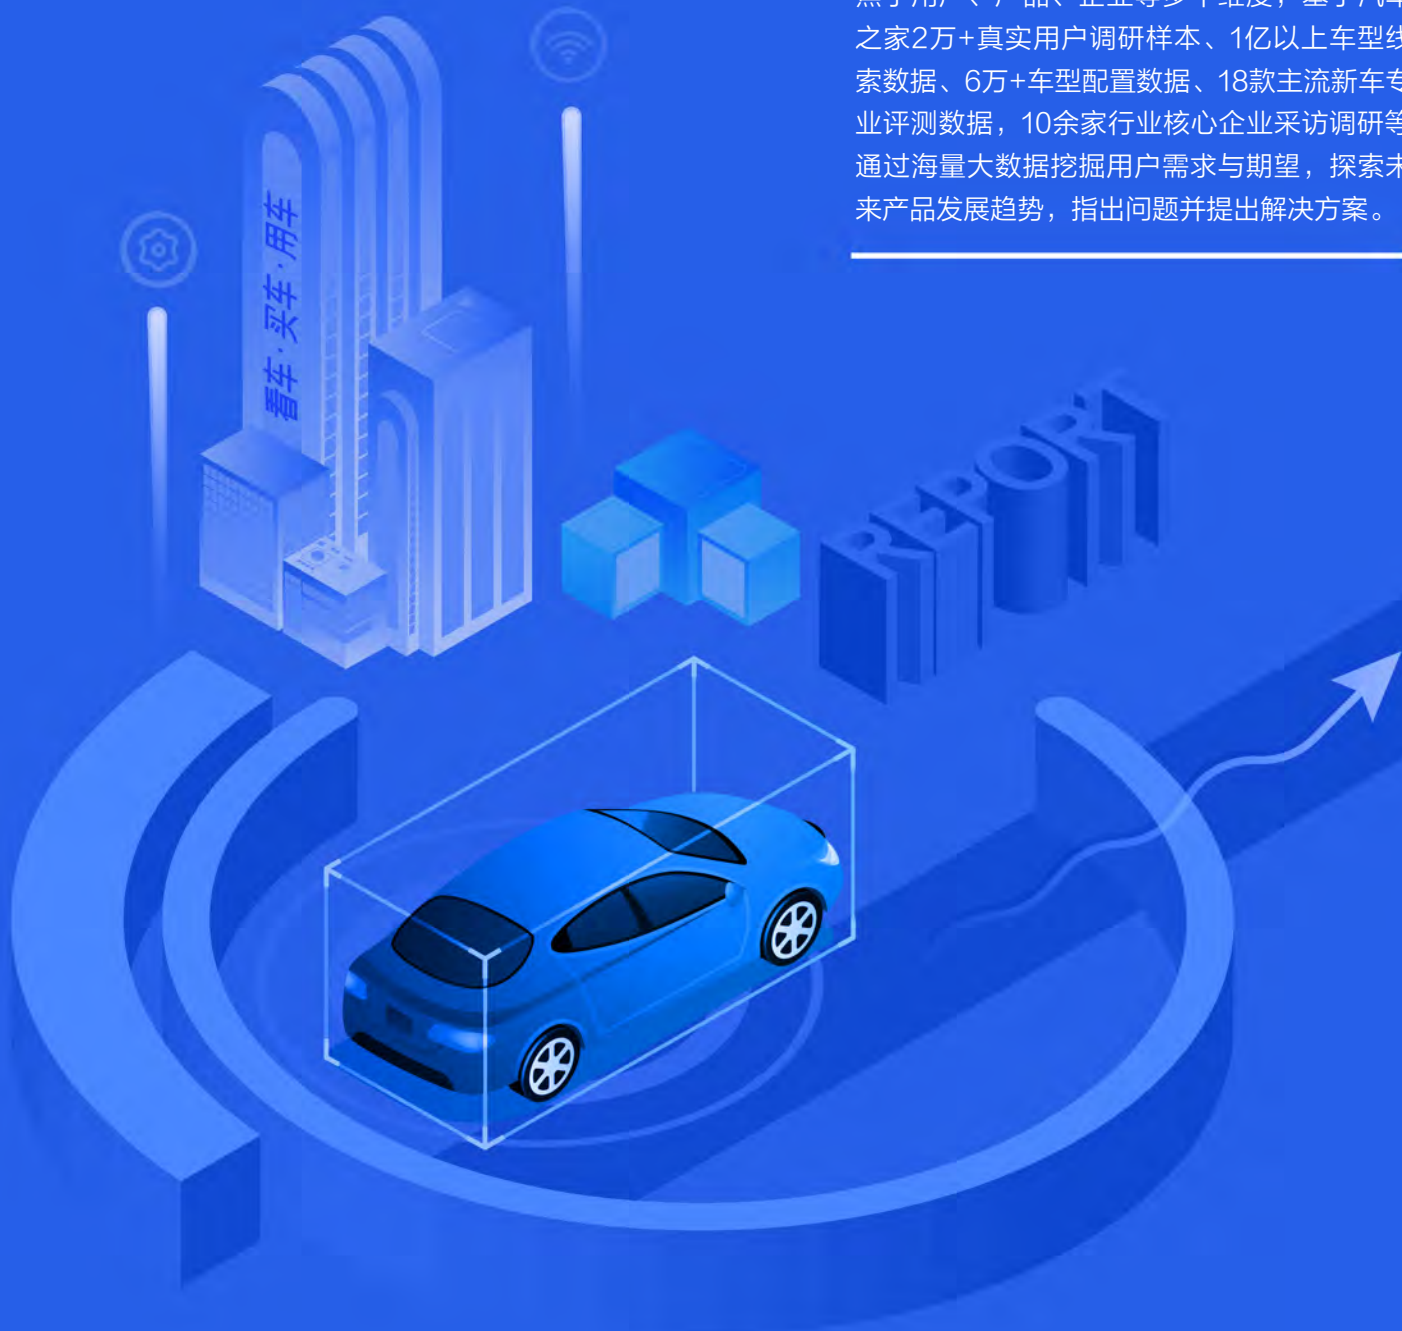 之家2万+真实用户调研样本、1亿以上车型线
索数据、6万+车型配置数据、18款主流新车专
业评测数据，10余家行业核心企业采访调研等
通过海量大数据挖掘用户需求与期望，探索未
来产品发展趋势，指出问题并提出解决方案。
看车·买车·用车
REPORT